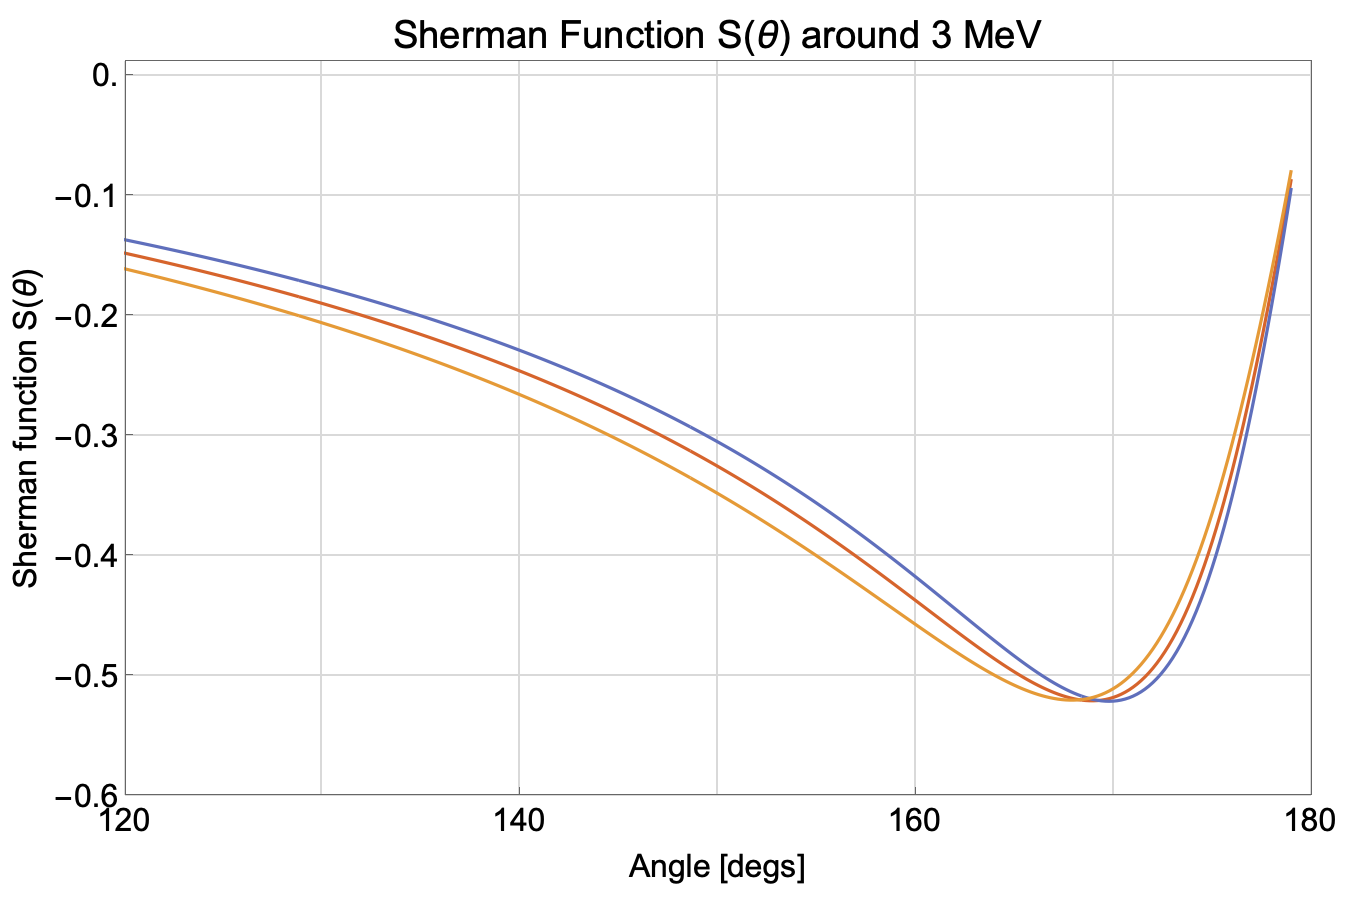 Sherman Function S(θ) around 3 MeV
0.
−0.1
−0.2
−0.3
−0.4
−0.5
−0.6
Sherman function S(θ)
120 140 160 180
Angle [degs]